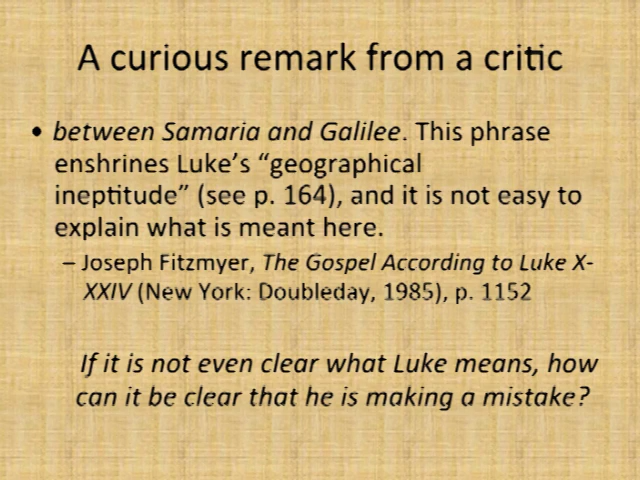 A curious remark from a critic
• between Samaria and Galilee. This phrase
enshrines Luke's “geographical
ineptitude” (see p. 164), and it is not easy to
explain what is meant here.
– Joseph Fitzmyer, The Gospel According to Luke X-
XXIV (New York: Doubleday, 1985), p. 1152
If it is not even clear what Luke means, how
can it be clear that he is making a mistake?